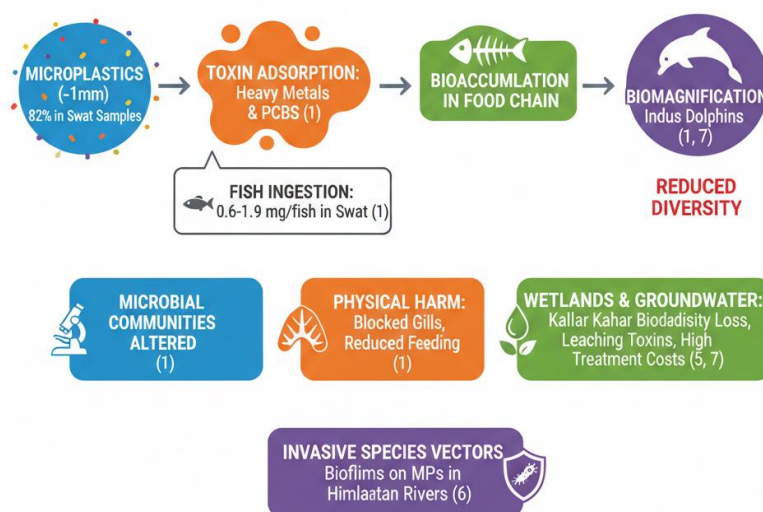 MICROPLASTICS
(-1mm)
82% in Swat Samples
TOXIN ADSORPTION:
Heavy Metals
& PCBS (1)
BIOACCUMLATION
IN FOOD CHAIN
BIOMAGNIFICATION
Indus Dolphins
(1, 7)
FISH INGESTION:
0.6-1.9 mg/fish in Swat (1)
REDUCED
DIVERSITY
MICROBIAL
COMMUNITIES
ALTERED
(1)
PHYSICAL HARM:
Blocked Gills,
Reduced Feeding
(1)
WETLANDS & GROUNDWATER:
Kallar Kahar Biodadisity Loss,
Leaching Toxins, High
Treatment Costs (5, 7)
INVASIVE SPECIES VECTORS
Bioflims on MPs in
Himlaatan Rivers (6)